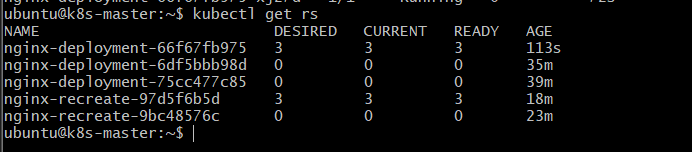 ubuntu@k8s-master:~$ kubectl get rs
NAME DESIRED CURRENT READY AGE
nginx-deployment-66f67fb975 3 3 3 113s
nginx-deployment-6df5bbb98d 0 0 0 35m
nginx-deployment-75cc477c85 0 0 0 39m
nginx-recreate-97d5f6b5d 3 3 3 18m
nginx-recreate-9bc48576c 0 0 0 23m
ubuntu@k8s-master:~$